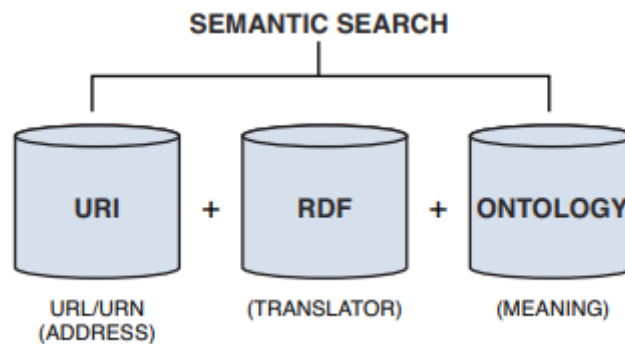 SEMANTIC SEARCH
URI + RDF + ONTOLOGY
URL/URN (TRANSLATOR) (MEANING)
(ADDRESS)